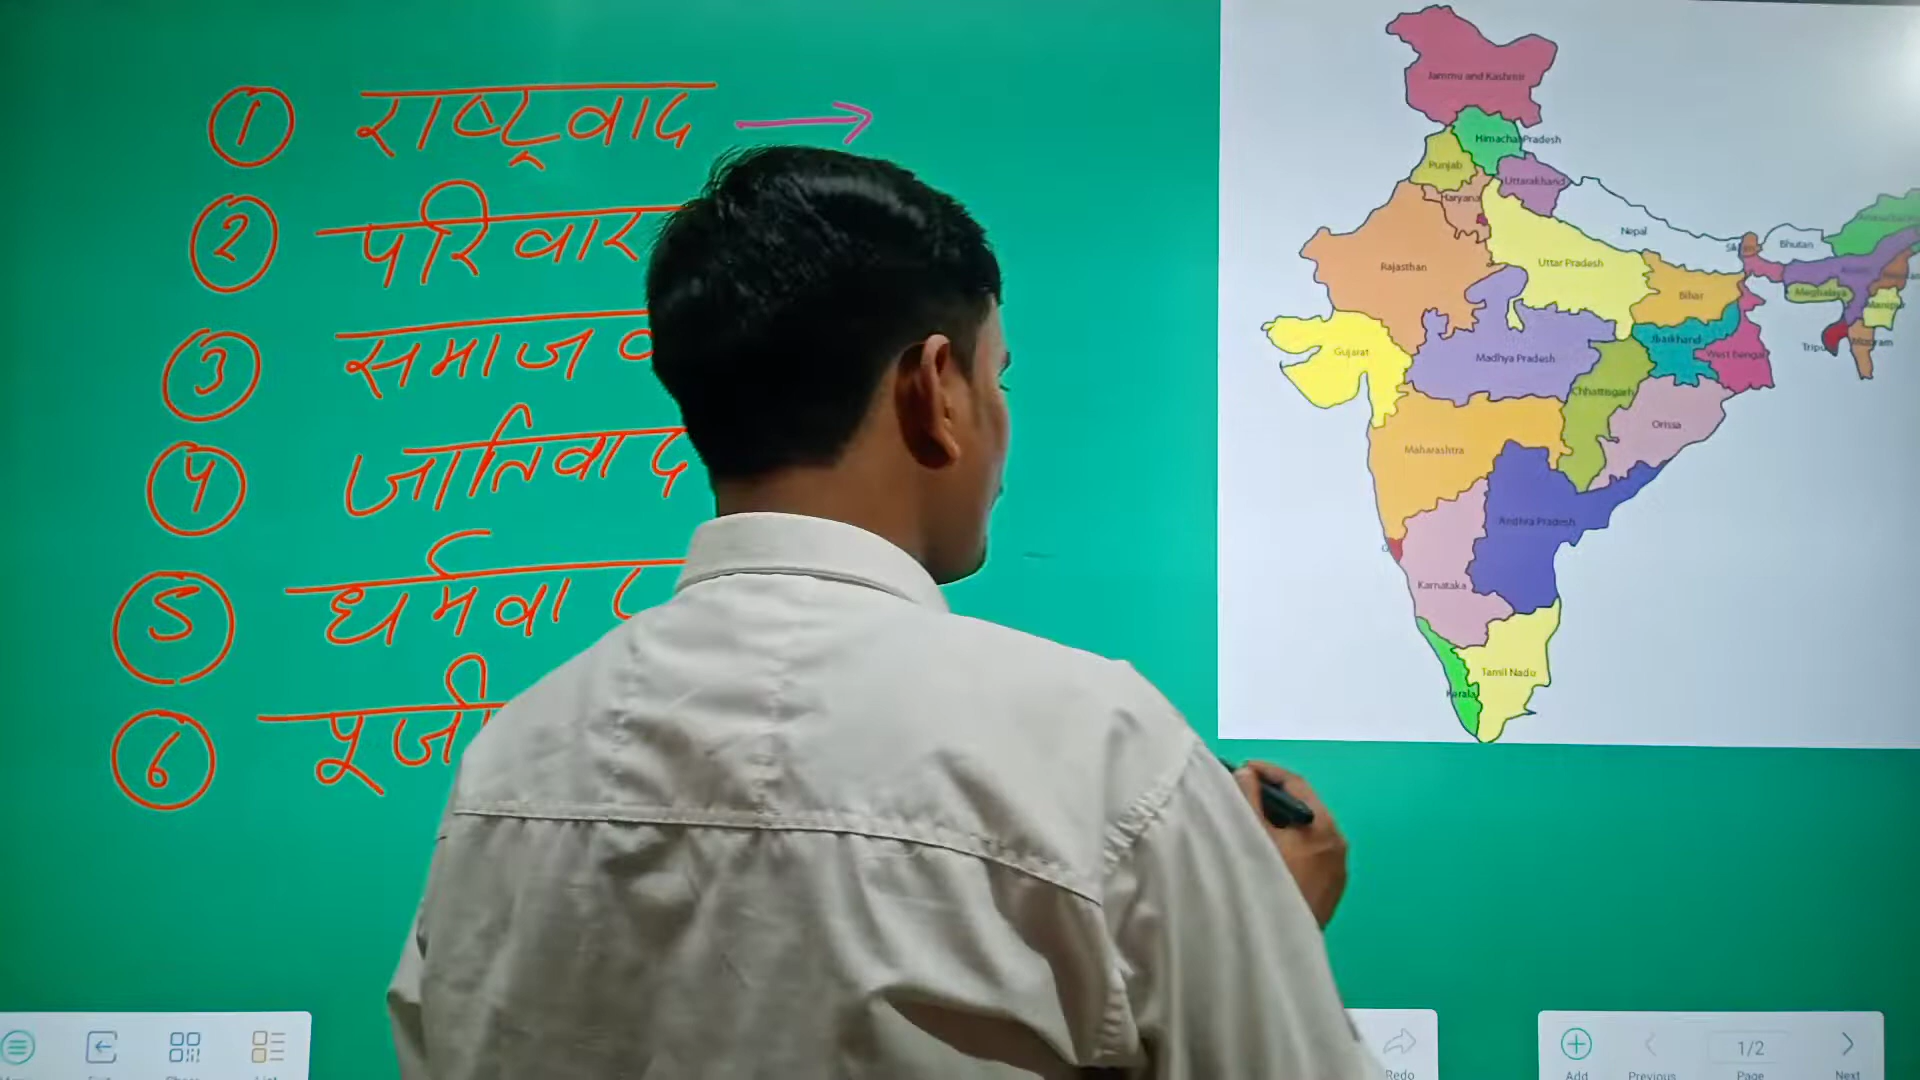 1 राष्ट्रवाद →
2 परिवार
3 समाज
4 जातिवाद
5 धर्मवा
6 पूजी
Jammu and Kashmir
Himachal Pradesh
Punjab
Uttarakhand
Haryana
Nepal
Bhutan
Rajasthan
Uttar Pradesh
Bihar
Meghalaya
Manipur
Gujarat
Madhya Pradesh
Jharkhand
West Bengal
Mizoram
Chhattisgarh
Orissa
Maharashtra
Andhra Pradesh
Karnataka
Tamil Nadu
Kerala
Redo
Add
Previous
1/2
Page
Next